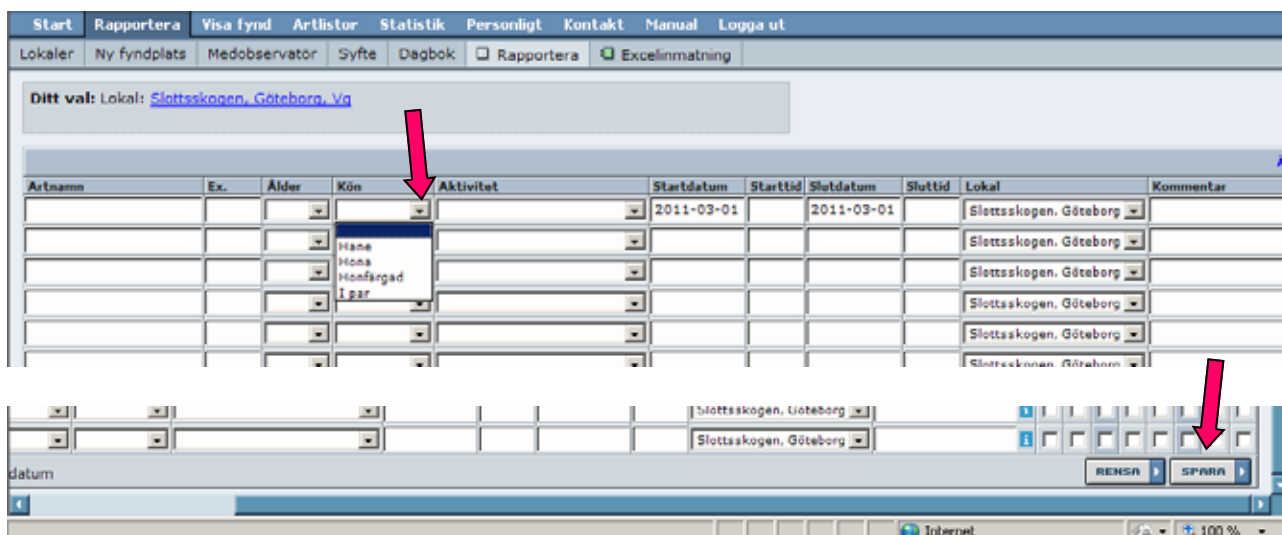 Start Rapportera Visa fynd Artlistor Statistik Personligt Kontakt Manual Logga ut
Lokaler Ny fyndplats Medobservatör Syfte Dagbok Rapportera Excelinmatning
Ditt val: Lokal: Slottsskogen, Göteborg, Vg
Artnamn Ex. Ålder Kön Aktivitet Startdatum Starttid Slutdatum Sluttid Lokal Kommentar
2011-03-01 2011-03-01 Slottsskogen, Göteborg
Slottsskogen, Göteborg
Hane
Hona
Slottsskogen, Göteborg
Honfärgad
I par
Slottsskogen, Göteborg
Slottsskogen, Göteborg
Slottsskogen, Göteborg
Slottsskogen, Göteborg
Slottsskogen, Göteborg
datum RENSA SPARA
Internet 100 %